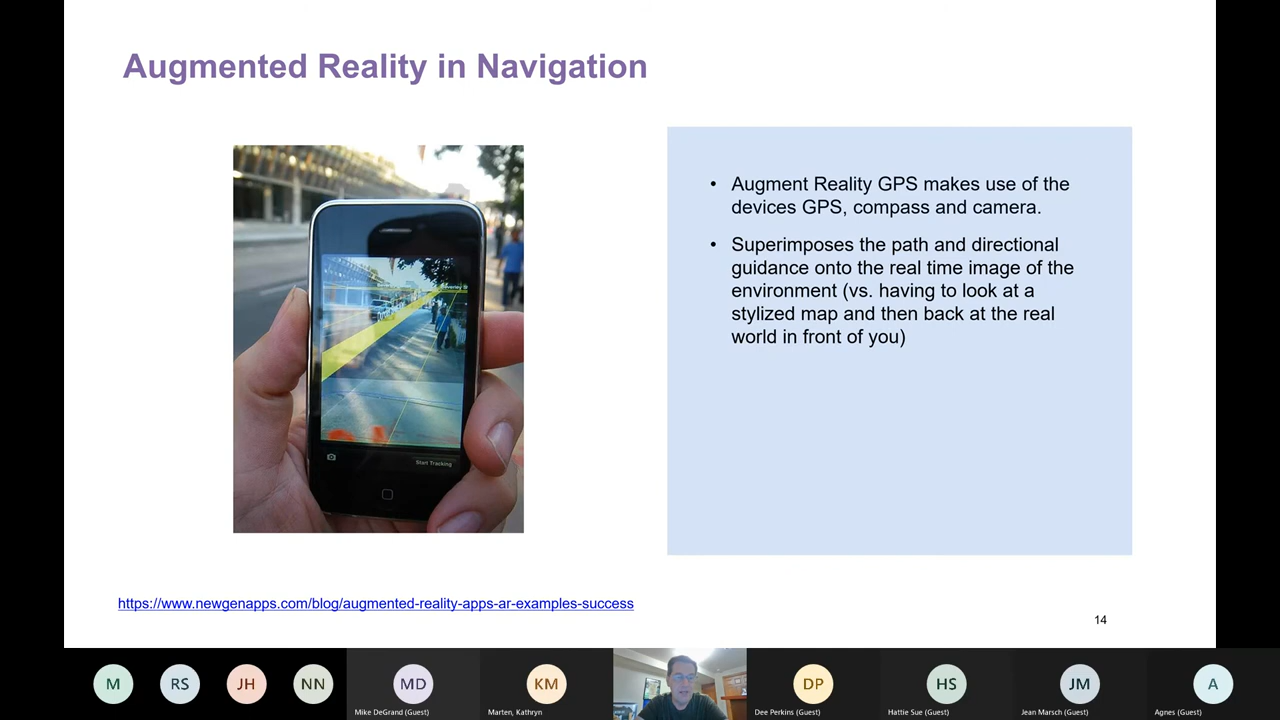 Augmented Reality in Navigation
• Augment Reality GPS makes use of the
devices GPS, compass and camera.
• Superimposes the path and directional
guidance onto the real time image of the
environment (vs. having to look at a
stylized map and then back at the real
world in front of you)
Start Tracking
https://www.newgenapps.com/blog/augmented-reality-apps-ar-examples-success
14
M
RS
JH
NN
MD
Mike DeGrand (Guest)
KM
Marten, Kathryn
DP
Dee Perkins (Guest)
HS
Hattie Sue (Guest)
JM
Jean Marsch (Guest)
A
Agnes (Guest)